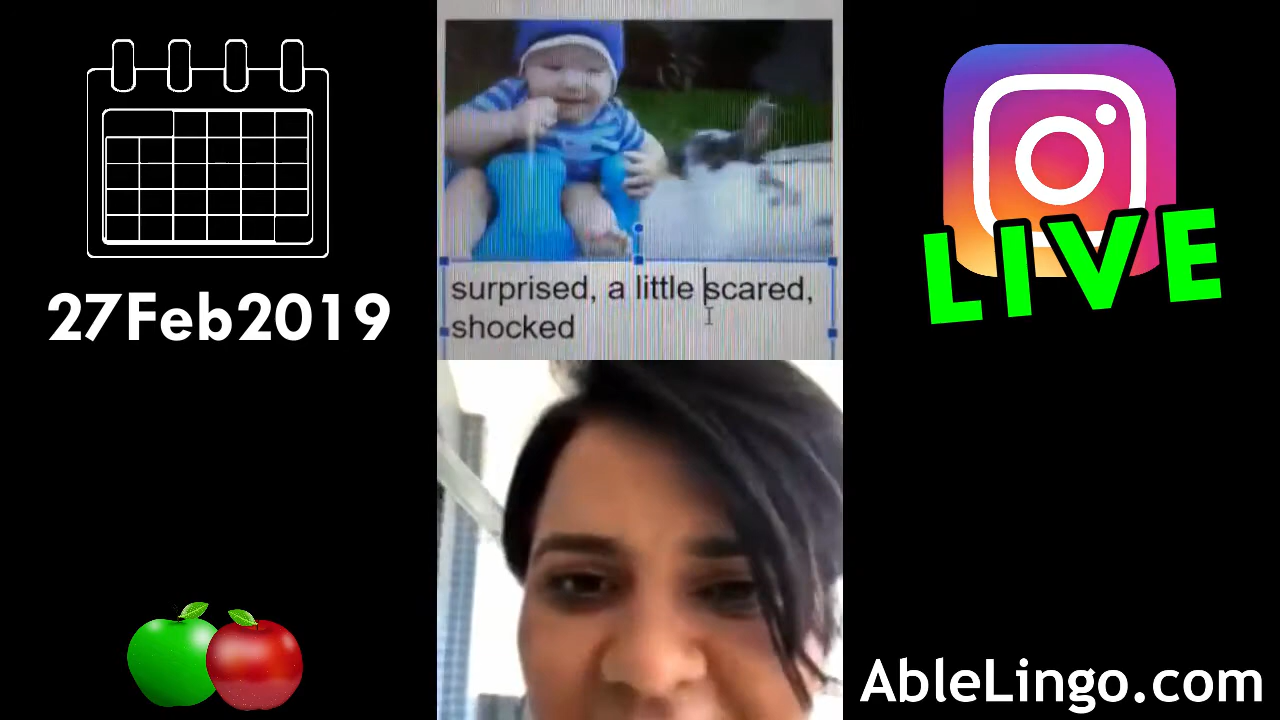 27Feb2019
surprised, a little scared,
shocked
LIVE
AbleLingo.com